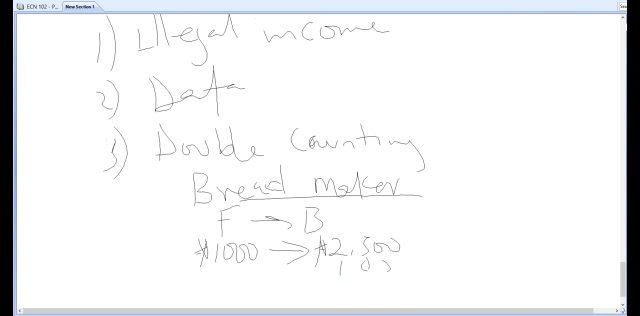 ECN 102 - P...
New Section 1
1) Illegal income
2) Data
3) Double Counting
Bread maker
F → B
₦1000 → ₦2,500